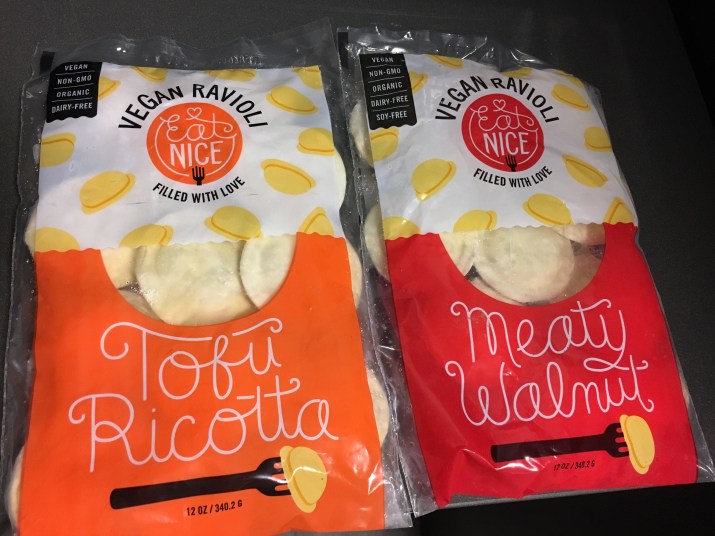 VEGAN
NON-GMO
ORGANIC
DAIRY-FREE
VEGAN RAVIOLI
Eat
NICE
FILLED WITH LOVE
Tofu
Ricotta
12 OZ / 340.2 G
VEGAN
NON-GMO
ORGANIC
DAIRY-FREE
SOY-FREE
VEGAN RAVIOLI
Eat
NICE
FILLED WITH LOVE
Meaty
Walnut
12 OZ / 340.2 G